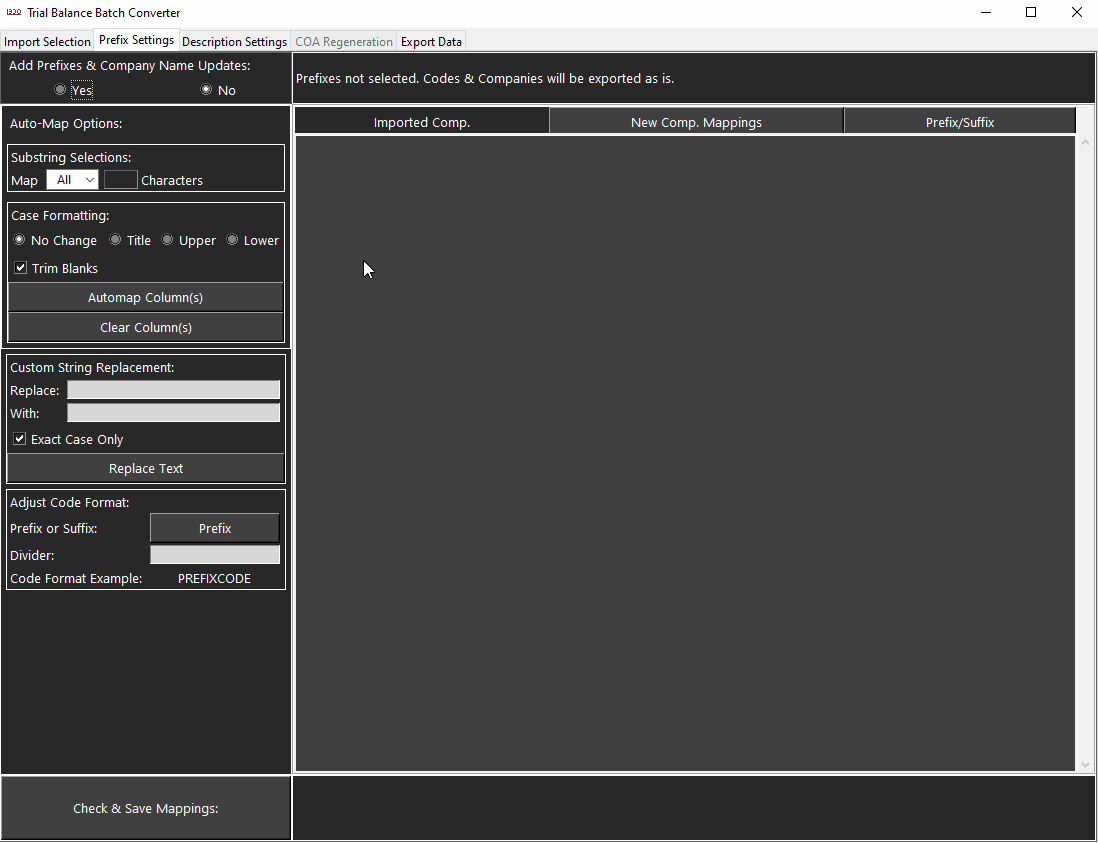 Trial Balance Batch Converter
Import Selection Prefix Settings Description Settings COA Regeneration Export Data
Add Prefixes & Company Name Updates:
Yes No
Prefixes not selected. Codes & Companies will be exported as is.
Auto-Map Options:
Substring Selections:
Map All Characters
Case Formatting:
No Change Title Upper Lower
Trim Blanks
Automap Column(s)
Clear Column(s)
Custom String Replacement:
Replace:
With:
Exact Case Only
Replace Text
Adjust Code Format:
Prefix or Suffix: Prefix
Divider:
Code Format Example: PREFIXCODE
Imported Comp. New Comp. Mappings Prefix/Suffix
Check & Save Mappings: